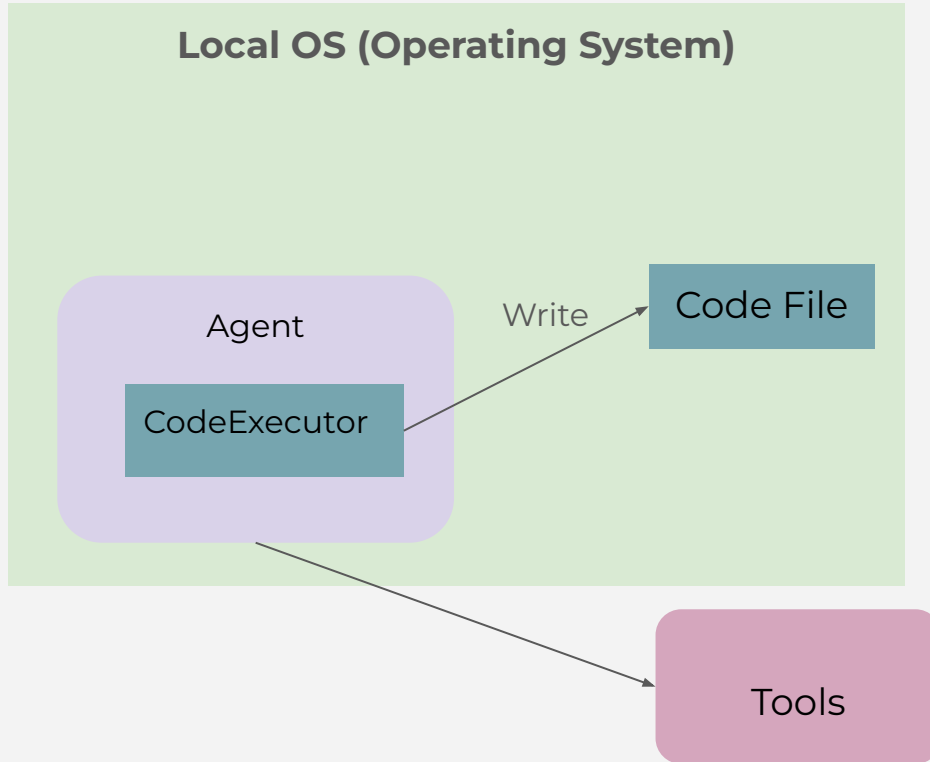 Local OS (Operating System)
Agent
CodeExecutor
Write
Code File
Tools